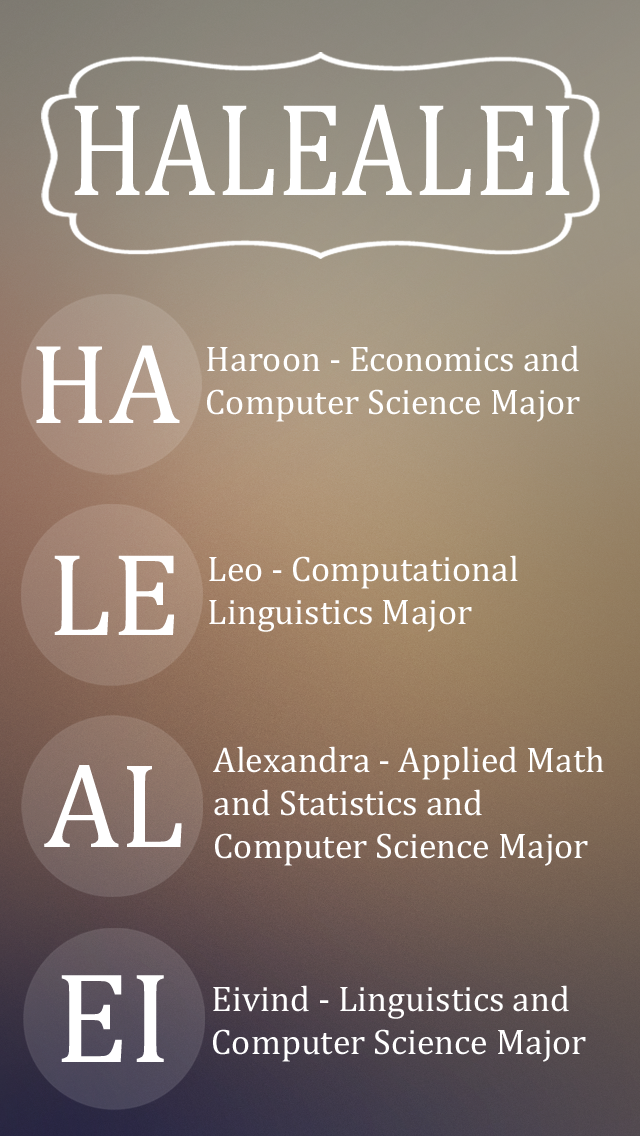 HALEALEI
HA
Haroon - Economics and
Computer Science Major
LE
Leo - Computational
Linguistics Major
AL
Alexandra - Applied Math
and Statistics and
Computer Science Major
EI
Eivind - Linguistics and
Computer Science Major